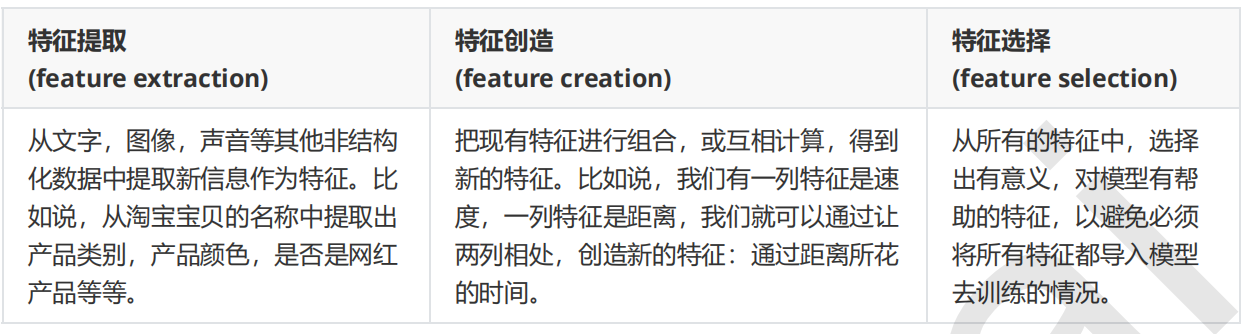 特征提取
(feature extraction)
特征创造
(feature creation)
特征选择
(feature selection)
从文字，图像，声音等其他非结构
化数据中提取新信息作为特征。比
如说，从淘宝宝贝的名称中提取出
产品类别，产品颜色，是否是网红
产品等等。
把现有特征进行组合，或互相计算，得到
新的特征。比如说，我们有一列特征是速
度，一列特征是距离，我们就可以通过让
两列相处，创造新的特征：通过距离所花
的时间。
从所有的特征中，选择
出有意义，对模型有帮
助的特征，以避免必须
将所有特征都导入模型
去训练的情况。